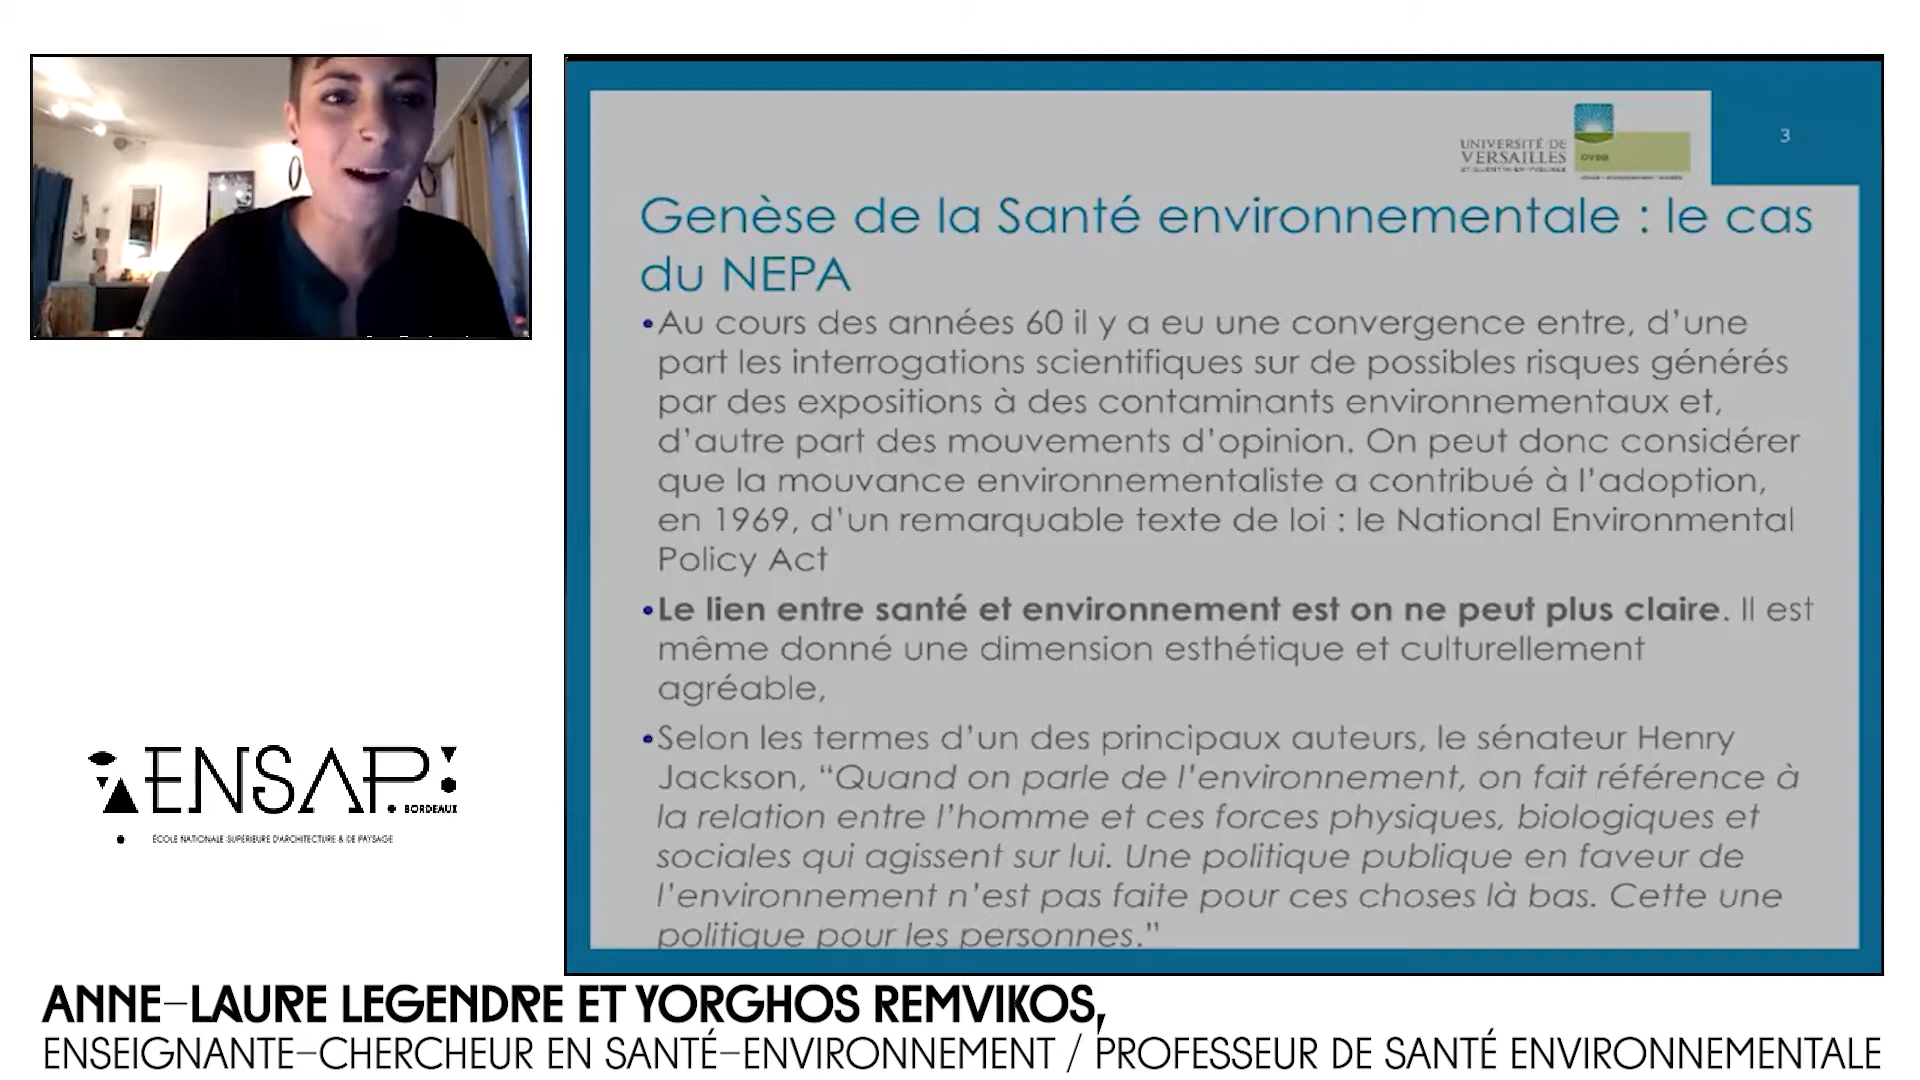 UNIVERSITÉ DE
VERSAILLES
ST-QUENTIN-EN-YVELINES
OVSQ
3
Genèse de la Santé environnementale : le cas
du NEPA
•Au cours des années 60 il y a eu une convergence entre, d’une
part les interrogations scientifiques sur de possibles risques générés
par des expositions à des contaminants environnementaux et,
d’autre part des mouvements d’opinion. On peut donc considérer
que la mouvance environnementaliste a contribué à l’adoption,
en 1969, d’un remarquable texte de loi : le National Environmental
Policy Act
•Le lien entre santé et environnement est on ne peut plus claire. Il est
même donné une dimension esthétique et culturellement
agréable,
•Selon les termes d’un des principaux auteurs, le sénateur Henry
Jackson, “Quand on parle de l’environnement, on fait référence à
la relation entre l’homme et ces forces physiques, biologiques et
sociales qui agissent sur lui. Une politique publique en faveur de
l’environnement n’est pas faite pour ces choses là bas. Cette une
politique pour les personnes.”
ENSAP
BORDEAUX
ÉCOLE NATIONALE SUPÉRIEURE D'ARCHITECTURE & DE PAYSAGE
ANNE-LAURE LEGENDRE ET YORGHOS REMVIKOS,
ENSEIGNANTE-CHERCHEUR EN SANTÉ-ENVIRONNEMENT / PROFESSEUR DE SANTÉ ENVIRONNEMENTALE